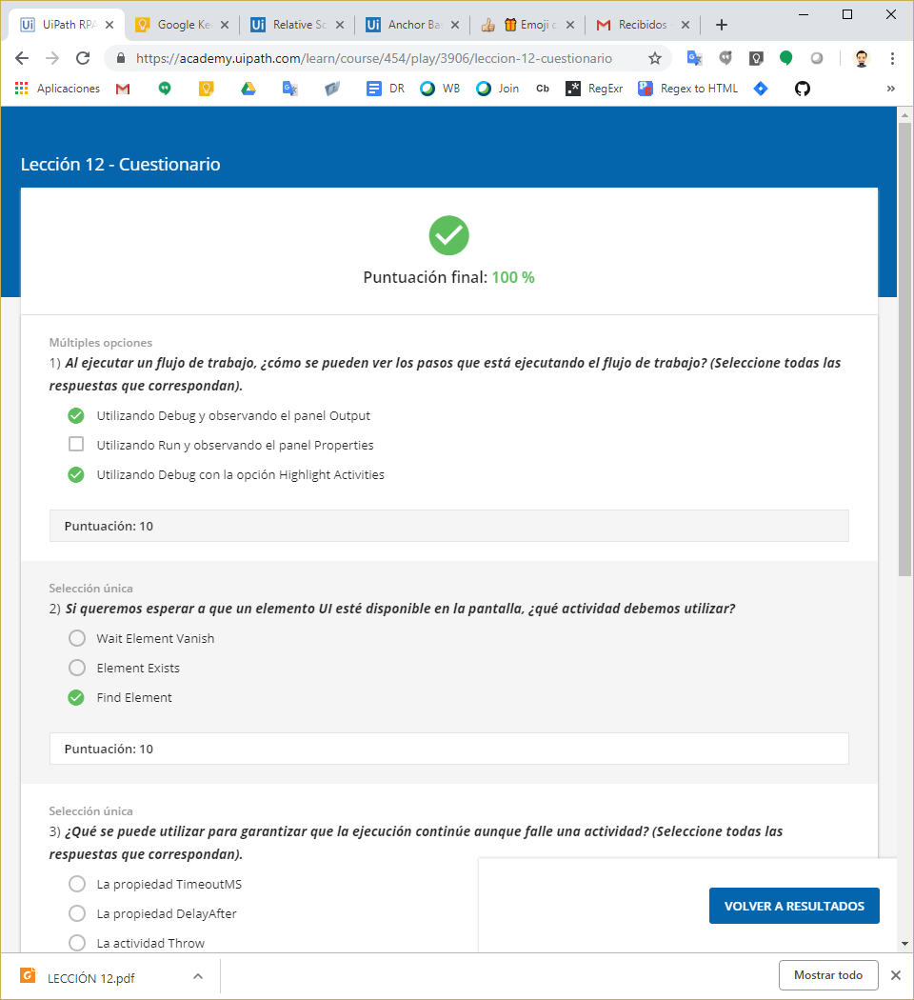 Ui UiPath RPA
Google Ke
Ui Relative Sc
Ui Anchor Ba
Emoji c
Recibidos
https://academy.uipath.com/learn/course/454/play/3906/leccion-12-cuestionario
Aplicaciones
DR
WB
Join
Cb
RegExr
Regex to HTML
»
Lección 12 - Cuestionario
Puntuación final: 100 %
Múltiples opciones
1) Al ejecutar un flujo de trabajo, ¿cómo se pueden ver los pasos que está ejecutando el flujo de trabajo? (Seleccione todas las
respuestas que correspondan).
Utilizando Debug y observando el panel Output
Utilizando Run y observando el panel Properties
Utilizando Debug con la opción Highlight Activities
Puntuación: 10
Selección única
2) Si queremos esperar a que un elemento UI esté disponible en la pantalla, ¿qué actividad debemos utilizar?
Wait Element Vanish
Element Exists
Find Element
Puntuación: 10
Selección única
3) ¿Qué se puede utilizar para garantizar que la ejecución continúe aunque falle una actividad? (Seleccione todas las
respuestas que correspondan).
La propiedad TimeoutMS
La propiedad DelayAfter
La actividad Throw
VOLVER A RESULTADOS
LECCIÓN 12.pdf
Mostrar todo